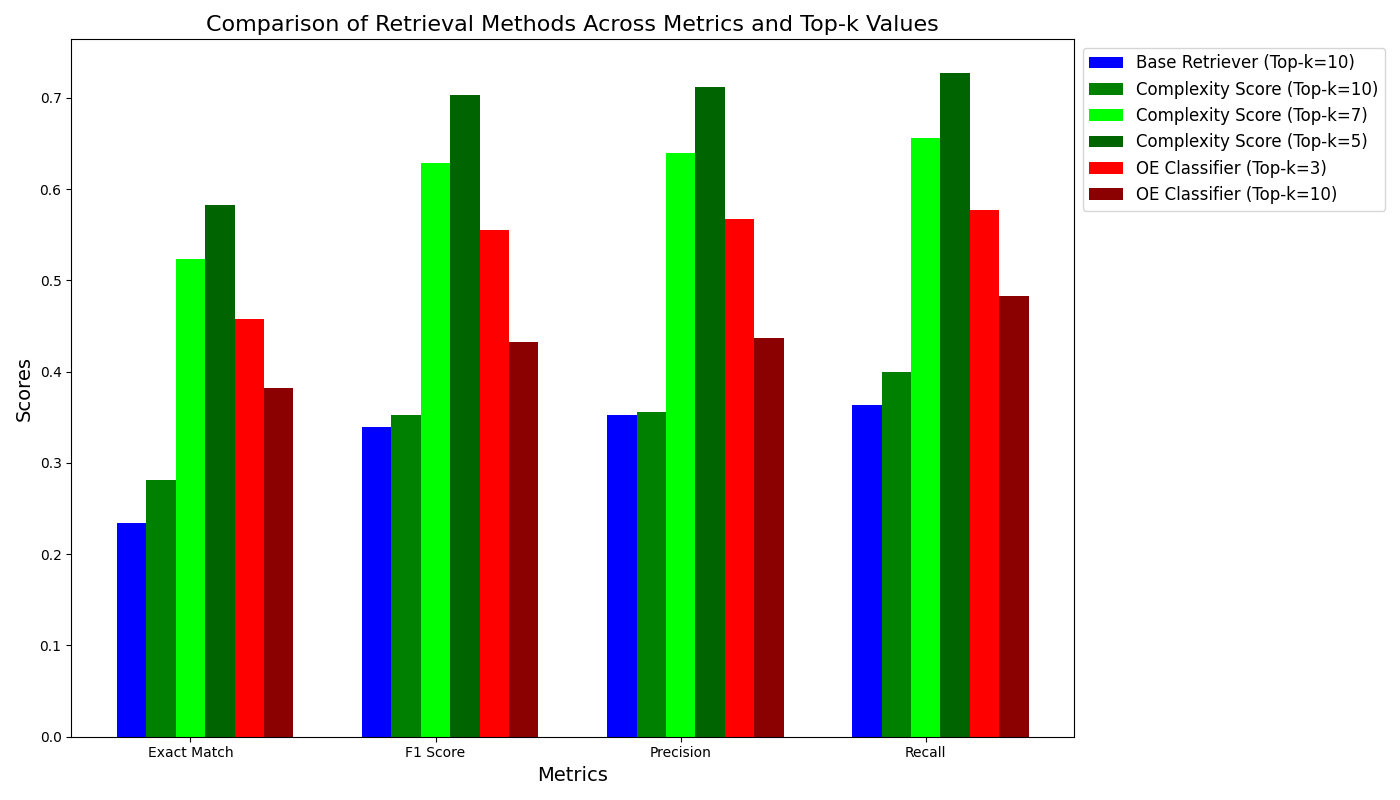 Comparison of Retrieval Methods Across Metrics and Top-k Values
Base Retriever (Top-k=10)
Complexity Score (Top-k=10)
Complexity Score (Top-k=7)
Complexity Score (Top-k=5)
OE Classifier (Top-k=3)
OE Classifier (Top-k=10)
Scores
0.7
0.6
0.5
0.4
0.3
0.2
0.1
0.0
Exact Match
F1 Score
Precision
Recall
Metrics